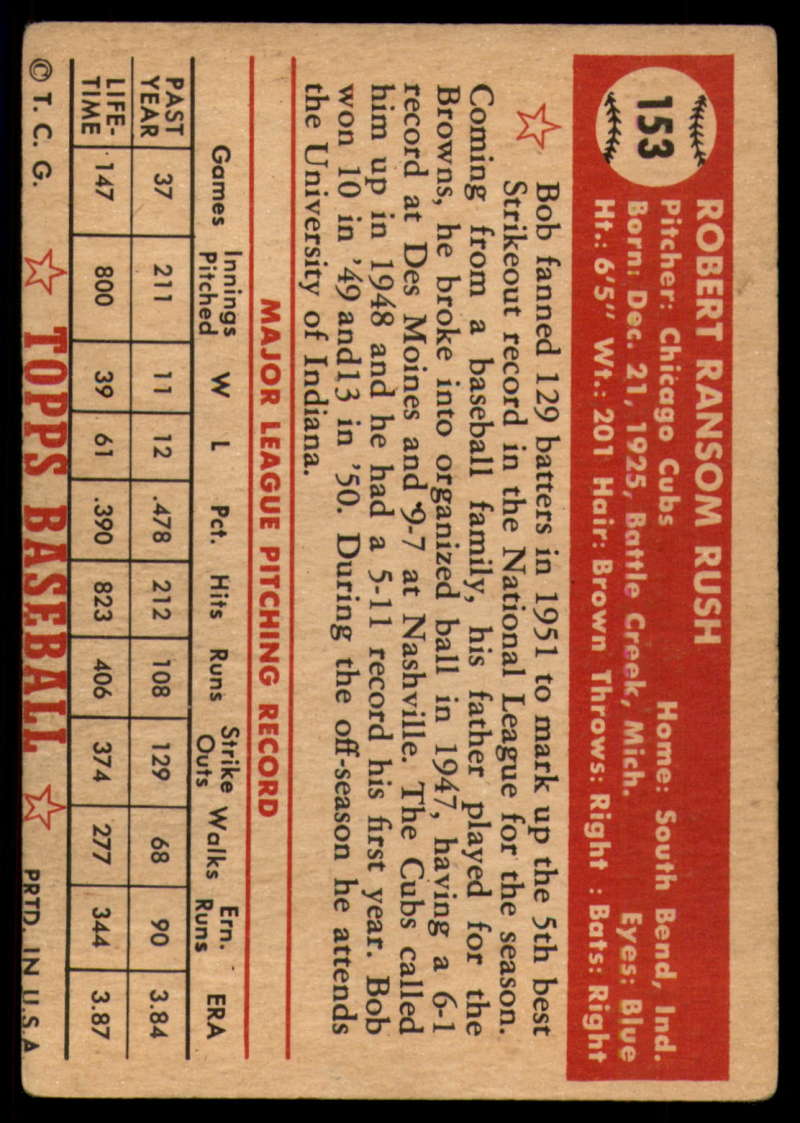 153
ROBERT RANSOM RUSH
Pitcher: Chicago Cubs Home: South Bend, Ind.
Born: Dec. 21, 1925, Battle Creek, Mich. Eyes: Blue
Ht.: 6'5" Wt.: 201 Hair: Brown Throws: Right : Bats: Right
Bob fanned 129 batters in 1951 to mark up the 5th best
Strikeout record in the National League for the season.
Coming from a baseball family, his father played for the
Browns, he broke into organized ball in 1947, having a 6-1
record at Des Moines and 9-7 at Nashville. The Cubs called
him up in 1948 and he had a 5-11 record his first year. Bob
won 10 in '49 and 13 in '50. During the off-season he attends
the University of Indiana.
MAJOR LEAGUE PITCHING RECORD
Games Innings Pitched W L Pct. Hits Runs Strike Outs Walks Ern. Runs ERA
PAST YEAR 37 211 11 12 .478 212 108 129 68 90 3.84
LIFE-TIME 147 800 39 61 .390 823 406 374 277 344 3.87
© T. C. G. TOPPS BASEBALL PRTD. IN U.S.A